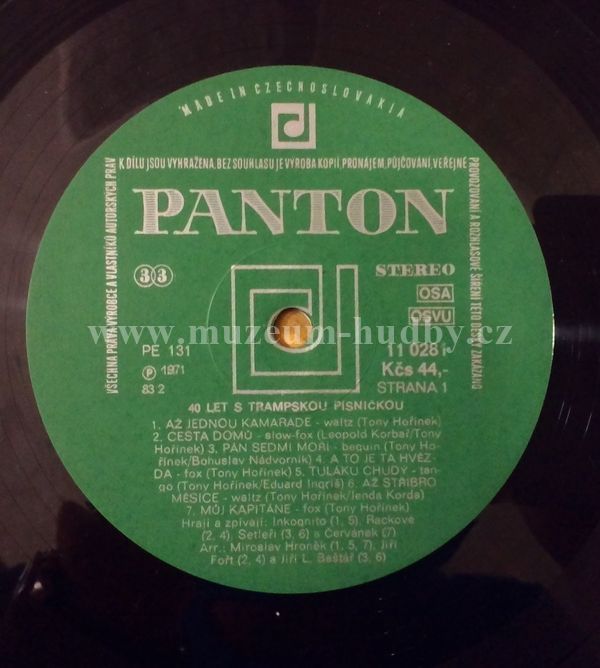 MADE IN CZECHOSLOVAKIA
VŠECHNA PRÁVA VÝROBCE A VLASTNÍKŮ AUTORSKÝCH PRÁV
K DÍLU JSOU VYHRAŽENA. BEZ SOUHLASU JE VÝROBA KOPIÍ, PRONÁJEM, PŮJČOVÁNÍ, VEŘEJNÉ
PROVOZOVÁNÍ A ROZHLASOVÉ ŠÍŘENÍ TÉTO DESKY ZAKÁZÁNO
PANTON
33 STEREO
OSA
OSVU
www.muzeum-hudby.cz
PE 131 11 028
Ⓟ 1971 Kčs 44,-
83 2 STRANA 1
40 LET S TRAMPSKOU PÍSNIČKOU
1. AŽ JEDNOU KAMARÁDE - waltz (Tony Hořínek)
2. CESTA DOMŮ - slow-fox (Leopold Korbař/Tony
Hořínek) 3. PÁN SEDMI MOŘÍ - beguin (Tony Ho-
řínek/Bohuslav Nádvorník) 4. A TO JE TA HVĚZ-
DA - fox (Tony Hořínek) 5. TULÁKU CHUDÝ - tan-
go (Tony Hořínek/Eduard Ingriš) 6. AŽ STŘÍBRO
MĚSÍCE - waltz (Tony Hořínek/Jenda Korda)
7. MŮJ KAPITÁNE - fox (Tony Hořínek)
Hrají a zpívají: Inkognito (1, 5), Rackové
(2, 4), Setleři (3, 6) a Červánek (7)
Arr.: Miroslav Hroněk (1, 5, 7), Jiří
Fořt (2, 4) a Jiří L. Baštář (3, 6)